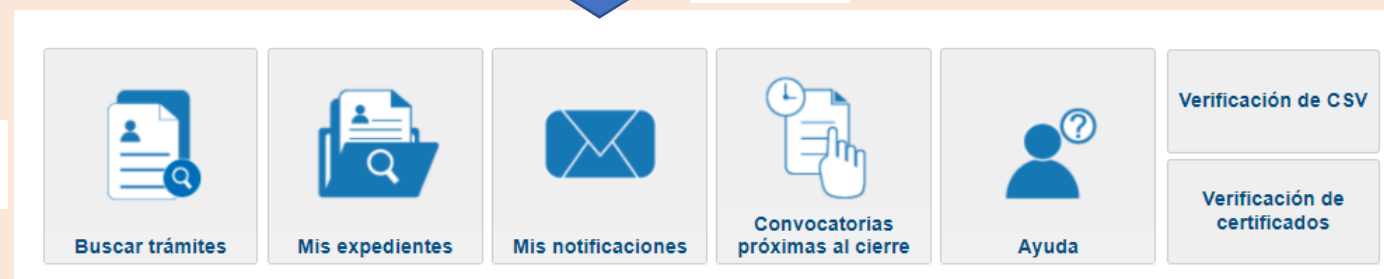 Buscar trámites
Mis expedientes
Mis notificaciones
Convocatorias
próximas al cierre
Ayuda
Verificación de CSV
Verificación de
certificados